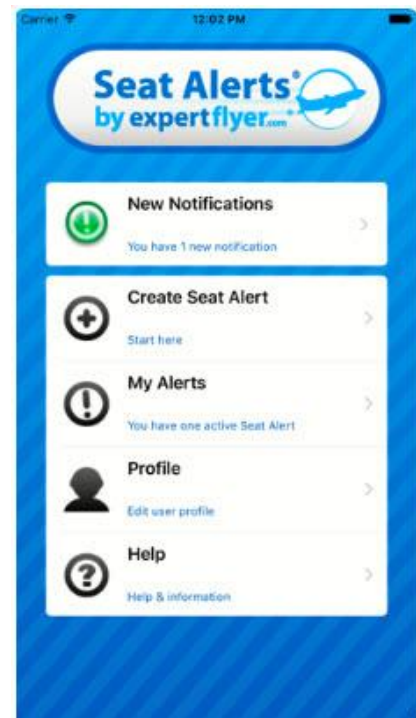 Carrier 12:02 PM
Seat Alerts®
by expertflyer.com®
New Notifications
You have 1 new notification
Create Seat Alert
Start here
My Alerts
You have one active Seat Alert
Profile
Edit user profile
Help
Help & information